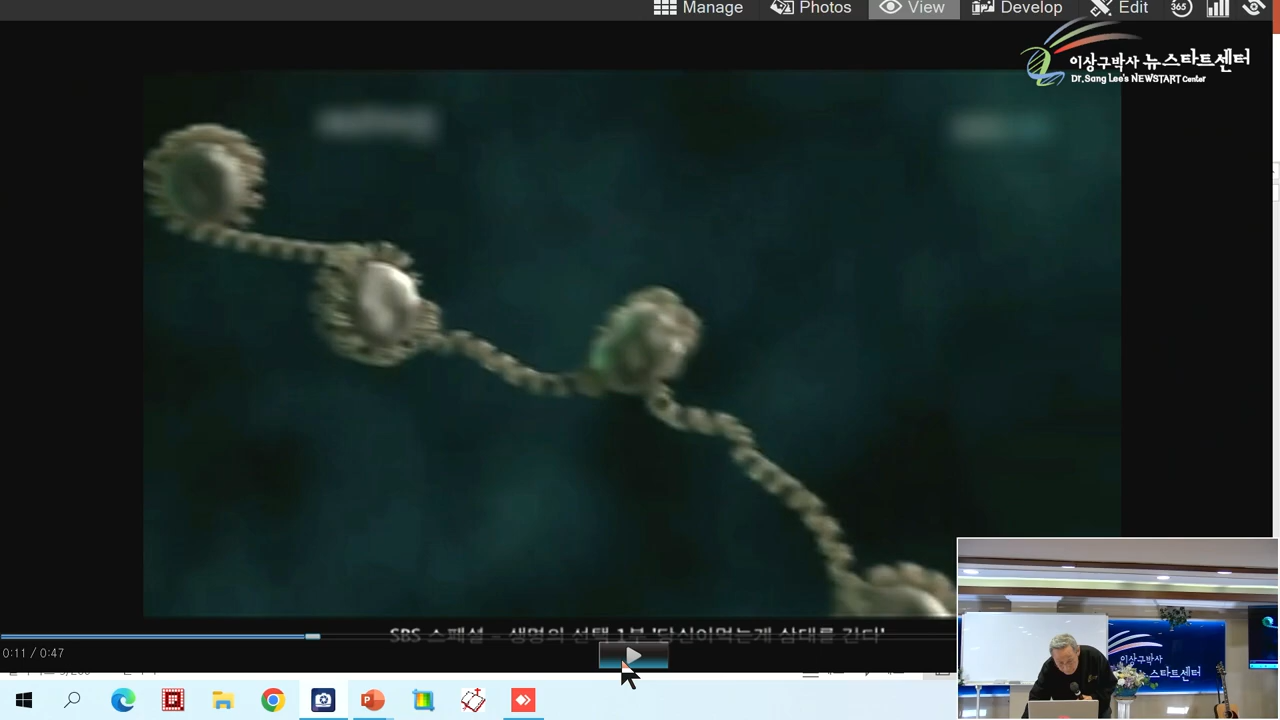 Manage Photos View Develop Edit 365
이상구박사 뉴스타트센터
Dr.Sang Lee's NEWSTART Center
SBS 스페셜 - 생명의 선택 1부 '당신이먹는게 삼대를 간다'
0:11 / 0:47
이상구박사
뉴스타트센터